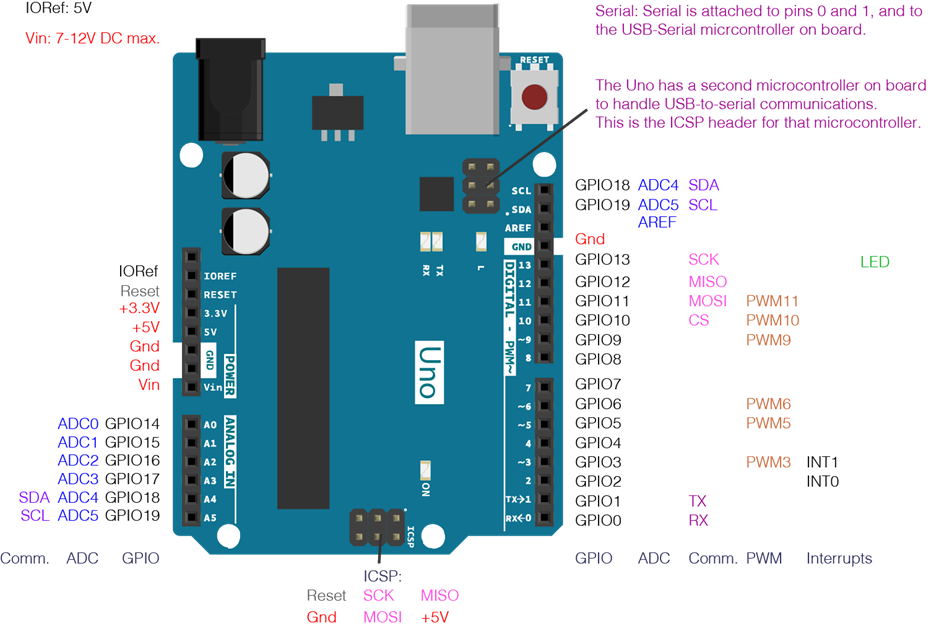 IORef: 5V
Vin: 7-12V DC max.
Serial: Serial is attached to pins 0 and 1, and to
the USB-Serial micrcontroller on board.
The Uno has a second microcontroller on board
to handle USB-to-serial communications.
This is the ICSP header for that microcontroller.
RESET
SCL GPIO18 ADC4 SDA
SDA GPIO19 ADC5 SCL
AREF ADC AREF
GND Gnd
13 GPIO13 SCK LED
12 GPIO12 MISO
11 GPIO11 MOSI PWM11
10 GPIO10 CS PWM10
~9 GPIO9 PWM9
8 GPIO8
7 GPIO7
~6 GPIO6 PWM6
~5 GPIO5 PWM5
4 GPIO4
~3 GPIO3 PWM3 INT1
2 GPIO2 INT0
TX→1 GPIO1 TX
RX←0 GPIO0 RX
DIGITAL - PWM~
RX TX L
Uno
ON
ICSP
IORef IOREF
Reset RESET
+3.3V 3.3V
+5V 5V
Gnd GND
Gnd
Vin Vin
POWER
ADC0 GPIO14 A0
ADC1 GPIO15 A1
ADC2 GPIO16 A2
ADC3 GPIO17 A3
SDA ADC4 GPIO18 A4
SCL ADC5 GPIO19 A5
ANALOG IN
Comm. ADC GPIO
GPIO ADC Comm. PWM Interrupts
ICSP:
Reset SCK MISO
Gnd MOSI +5V